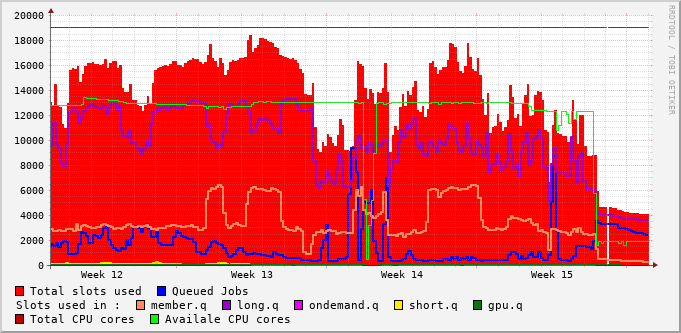 20000
18000
16000
14000
12000
10000
8000
6000
4000
2000
0
Week 12 Week 13 Week 14 Week 15
Total slots used Queued Jobs
Slots used in : member.q long.q ondemand.q short.q gpu.q
Total CPU cores Availale CPU cores
RRDTOOL / TOBI OETIKER